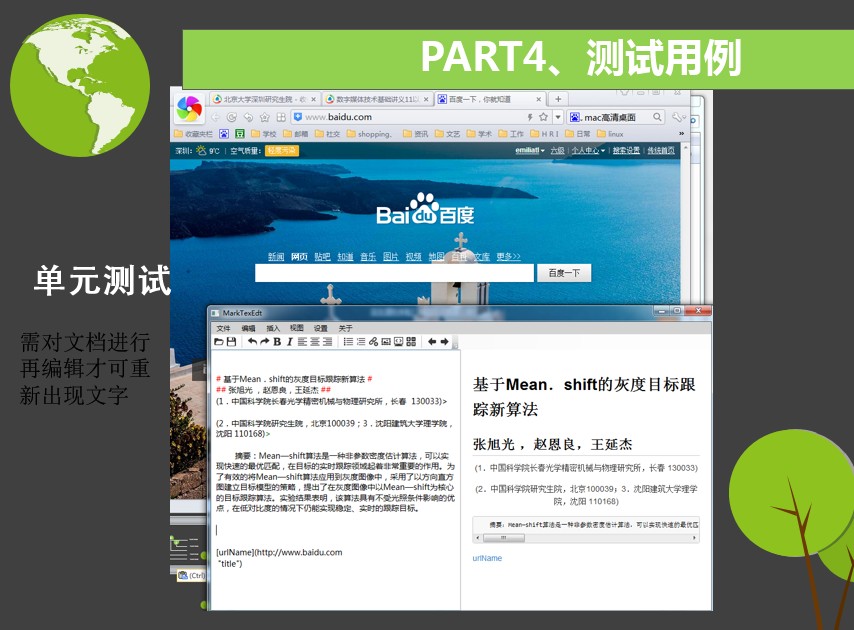 PART4、测试用例
单元测试
需对文档进行
再编辑才可重
新出现文字
北京大学深圳研究生院 -
数字媒体技术基础讲义11
百度一下，你就知道
www.baidu.com
mac高清桌面
收藏夹栏
学校
邮箱
社交
shopping.
资讯
文艺
学术
工作
H R I
日常
linux
深圳: 9℃ | 空气质量: 轻度污染
emiliatl 六级 | 个人中心 | 搜索设置 | 传统首页
Bai du 百度
新闻 网页 贴吧 知道 音乐 图片 视频 地图 百科 文库 更多>>
百度一下
MarkTexEdt
文件 编辑 插入 视图 设置 关于
# 基于Mean．shift的灰度目标跟踪新算法 #
## 张旭光 ，赵恩良，王延杰 ##
(1．中国科学院长春光学精密机械与物理研究所，长春 130033)>
(2．中国科学院研究生院，北京100039；3．沈阳建筑大学理学院，
沈阳 110168)>
摘要：Mean—shift算法是一种非参数密度估计算法，可以实
现快速的最优匹配，在目标的实时跟踪领域起着非常重要的作用。为
了有效的将Mean—shift算法应用到灰度图像中，采用了以方向直方
图建立目标模型的策略，提出了在灰度图像中以Mean—shift为核心
的目标跟踪算法。实验结果表明，该算法具有不受光照条件影响的优
点，在低对比度的情况下仍能实现稳定、实时的跟踪目标。
[urlName](http://www.baidu.com
"title")
基于Mean．shift的灰度目标跟
踪新算法
张旭光 ，赵恩良，王延杰
(1．中国科学院长春光学精密机械与物理研究所，长春 130033)
(2．中国科学院研究生院，北京100039；3．沈阳建筑大学理学
院，沈阳 110168)
摘要：Mean—shift算法是一种非参数密度估计算法，可以实现快速的最优匹
urlName
(Ctrl)